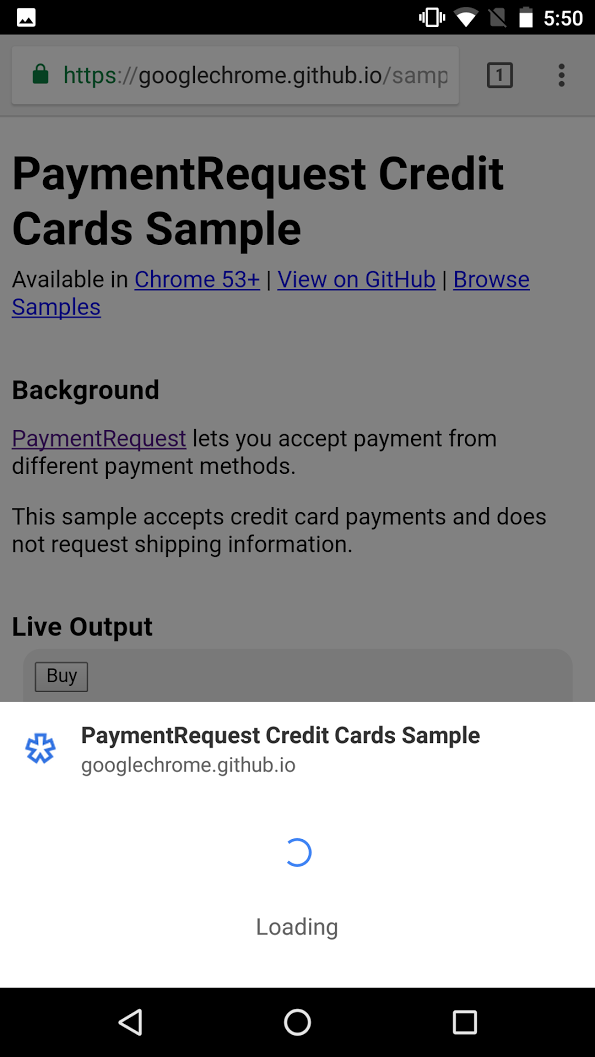 5:50
https://googlechrome.github.io/samp
1
PaymentRequest Credit
Cards Sample
Available in Chrome 53+ | View on GitHub | Browse
Samples
Background
PaymentRequest lets you accept payment from
different payment methods.
This sample accepts credit card payments and does
not request shipping information.
Live Output
Buy
PaymentRequest Credit Cards Sample
googlechrome.github.io
Loading